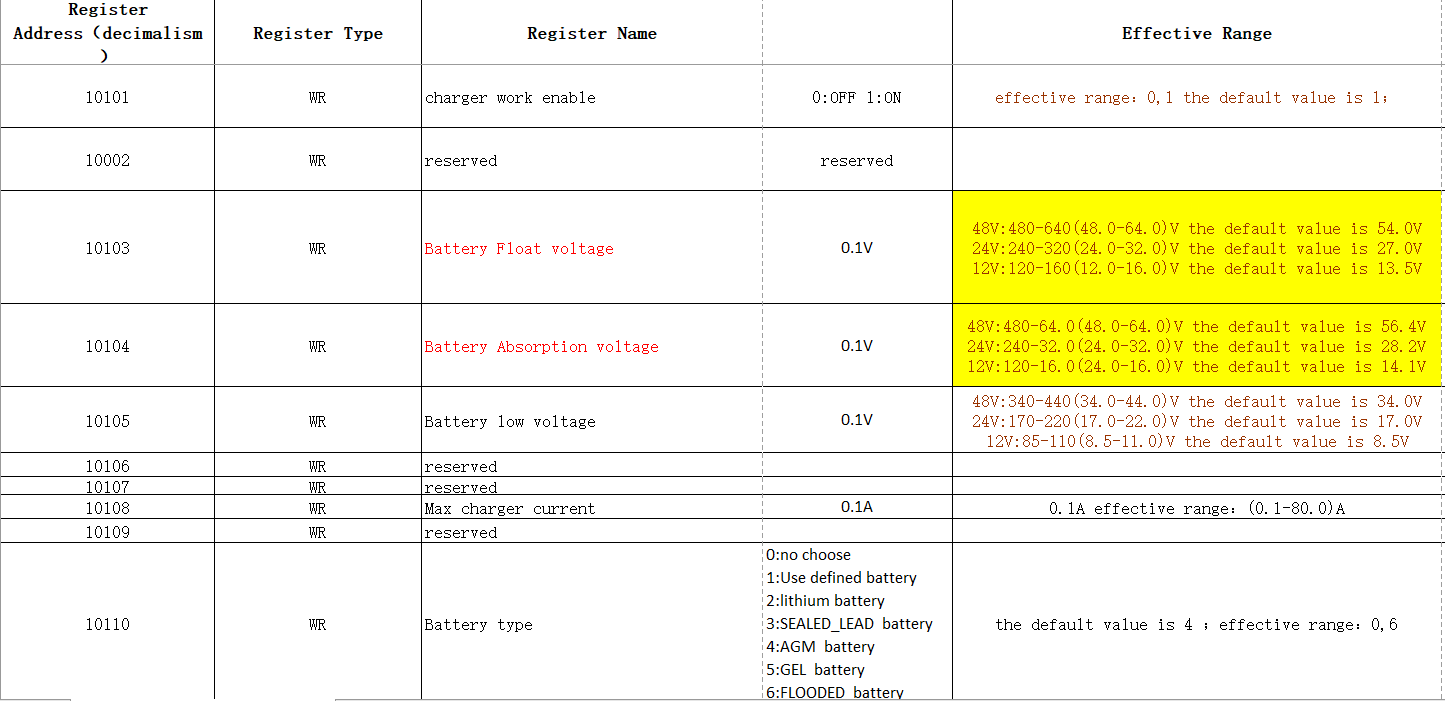 Register
Address（decimalism
）
Register Type
Register Name
Effective Range
10101
WR
charger work enable
0:OFF 1:ON
effective range：0,1 the default value is 1；
10002
WR
reserved
reserved
10103
WR
Battery Float voltage
0.1V
48V:480-640(48.0-64.0)V the default value is 54.0V
24V:240-320(24.0-32.0)V the default value is 27.0V
12V:120-160(12.0-16.0)V the default value is 13.5V
10104
WR
Battery Absorption voltage
0.1V
48V:480-64.0(48.0-64.0)V the default value is 56.4V
24V:240-32.0(24.0-32.0)V the default value is 28.2V
12V:120-16.0(24.0-16.0)V the default value is 14.1V
10105
WR
Battery low voltage
0.1V
48V:340-440(34.0-44.0)V the default value is 34.0V
24V:170-220(17.0-22.0)V the default value is 17.0V
12V:85-110(8.5-11.0)V the default value is 8.5V
10106
WR
reserved
10107
WR
reserved
10108
WR
Max charger current
0.1A
0.1A effective range：(0.1-80.0)A
10109
WR
reserved
10110
WR
Battery type
0:no choose
1:Use defined battery
2:lithium battery
3:SEALED_LEAD battery
4:AGM battery
5:GEL battery
6:FLOODED battery
the default value is 4 ；effective range：0,6